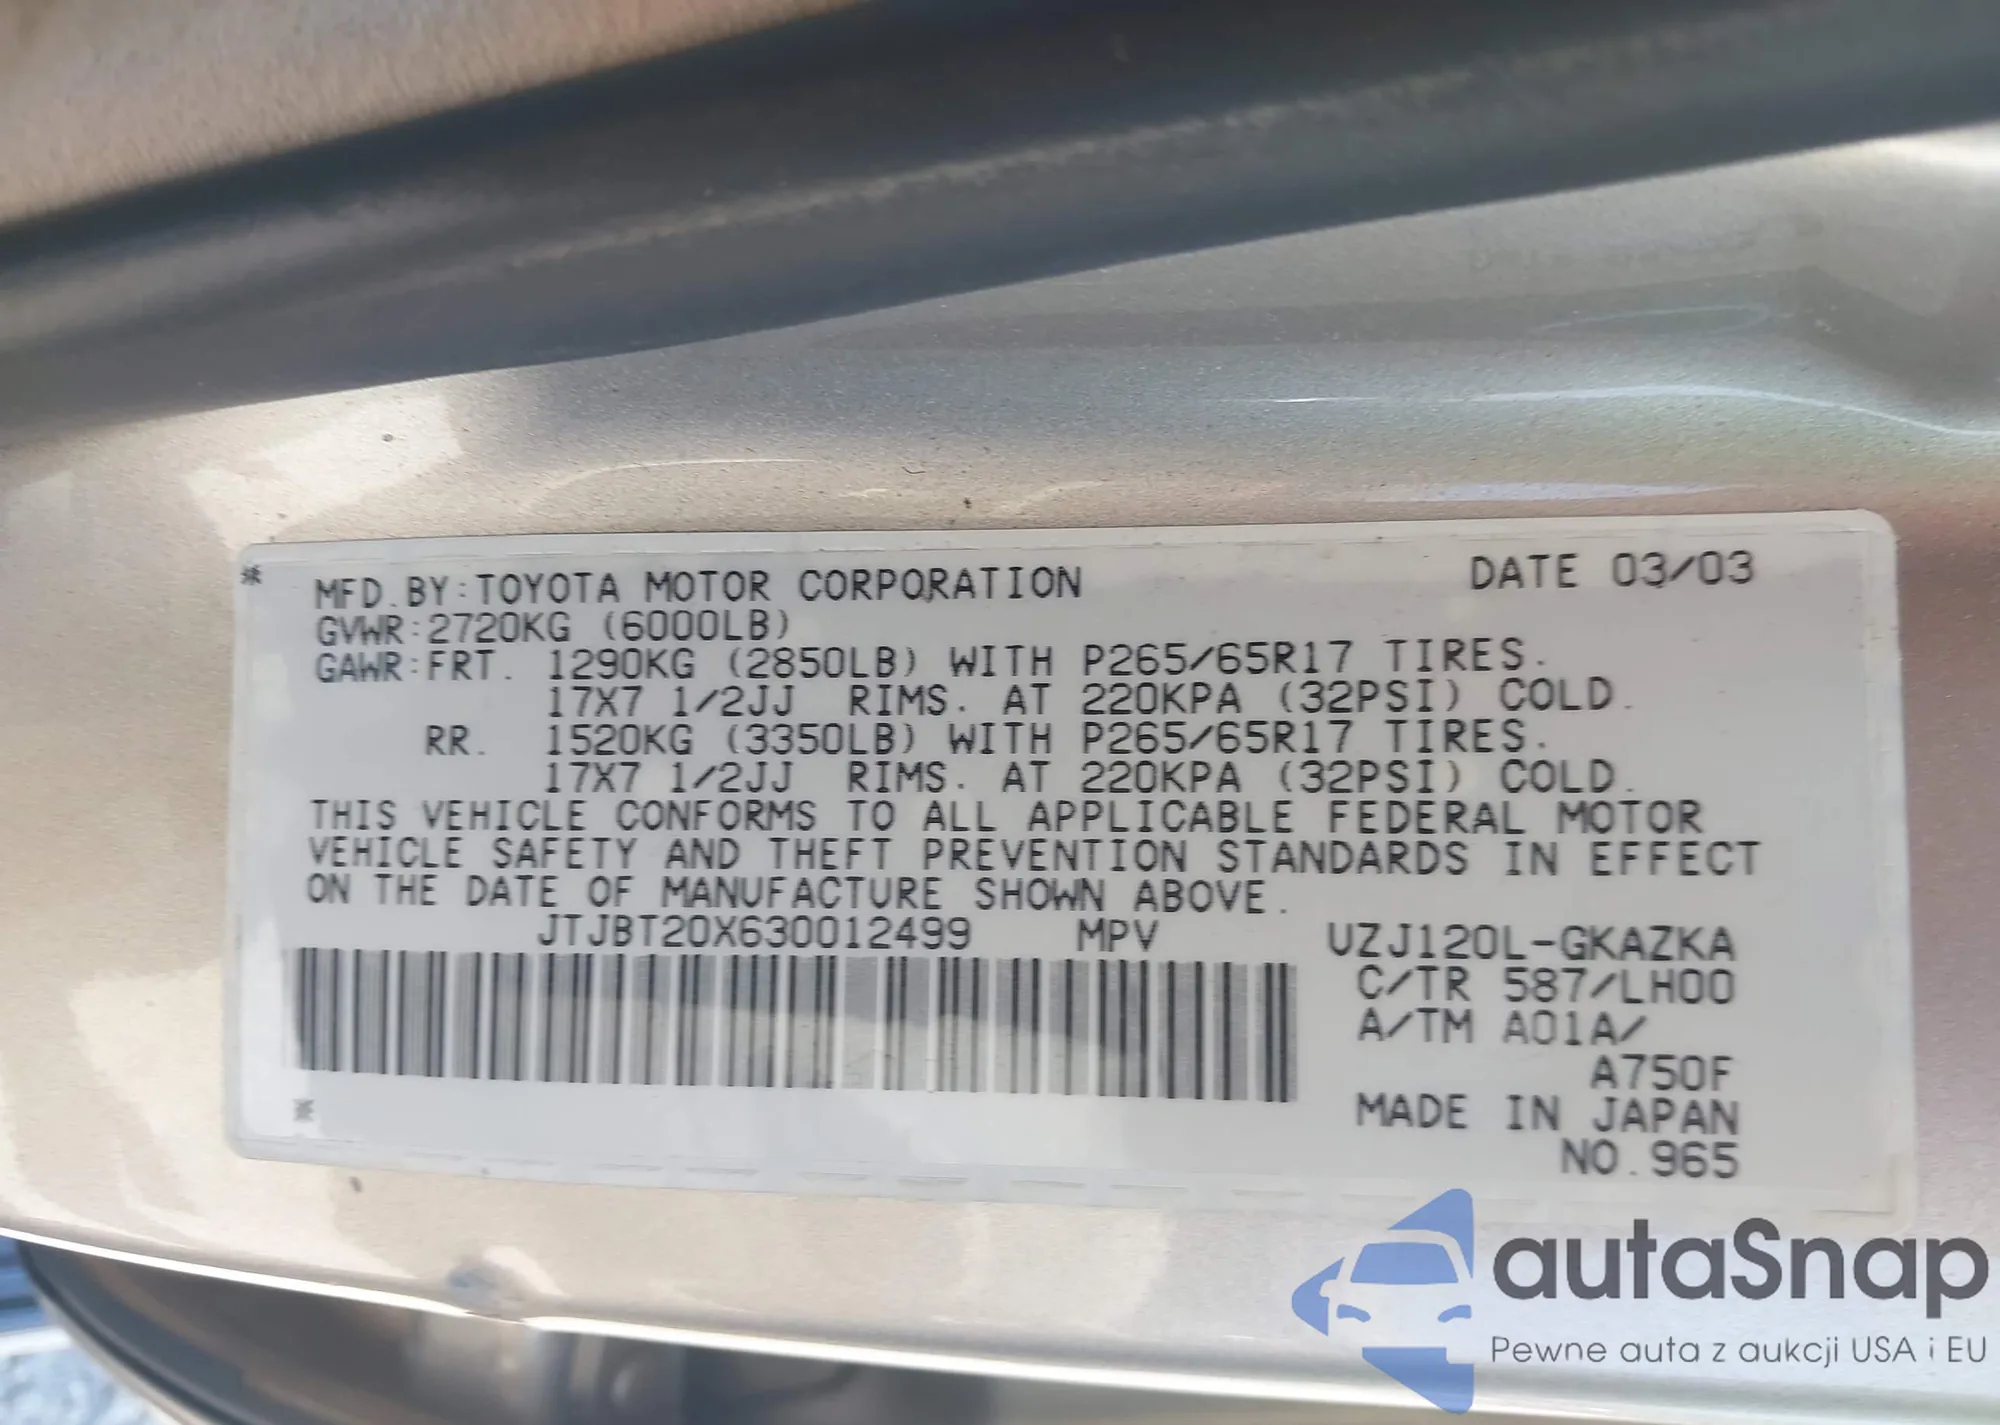 MFD.BY:TOYOTA MOTOR CORPORATION DATE 03/03
GVWR:2720KG (6000LB)
GAWR:FRT. 1290KG (2850LB) WITH P265/65R17 TIRES.
17X7 1/2JJ RIMS. AT 220KPA (32PSI) COLD.
RR. 1520KG (3350LB) WITH P265/65R17 TIRES.
17X7 1/2JJ RIMS. AT 220KPA (32PSI) COLD.
THIS VEHICLE CONFORMS TO ALL APPLICABLE FEDERAL MOTOR
VEHICLE SAFETY AND THEFT PREVENTION STANDARDS IN EFFECT
ON THE DATE OF MANUFACTURE SHOWN ABOVE.
JTJBT20X630012499 MPV UZJ120L-GKAZKA
C/TR 587/LH00
A/TM A01A/
A750F
MADE IN JAPAN
NO.965
autaSnap
Pewne auta z aukcji USA i EU